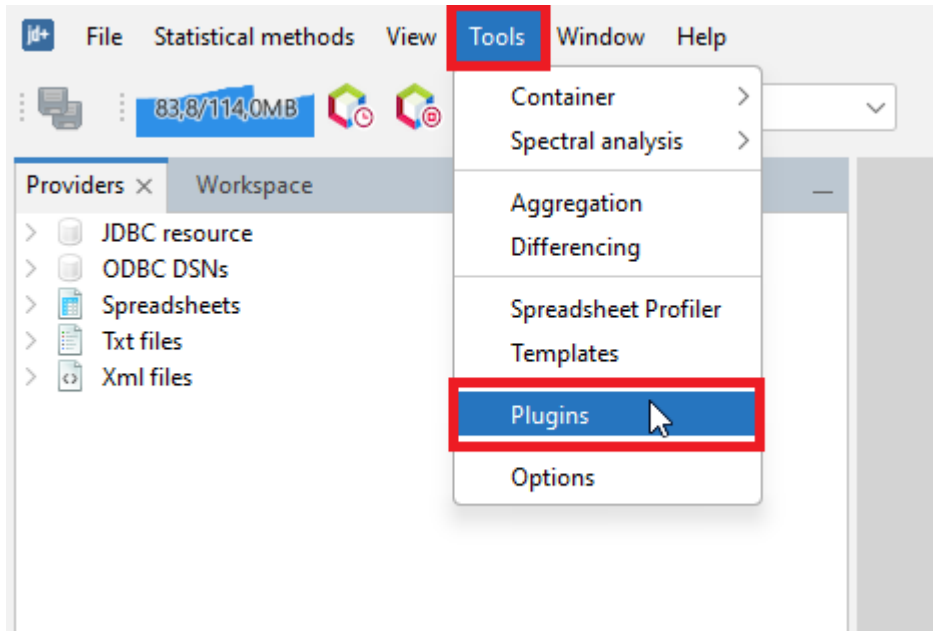 jd+ File Statistical methods View Tools Window Help
83,8/114,0MB
Container
Spectral analysis
Providers Workspace
Aggregation
JDBC resource
Differencing
ODBC DSNs
Spreadsheets
Spreadsheet Profiler
Txt files
Templates
Xml files
Plugins
Options